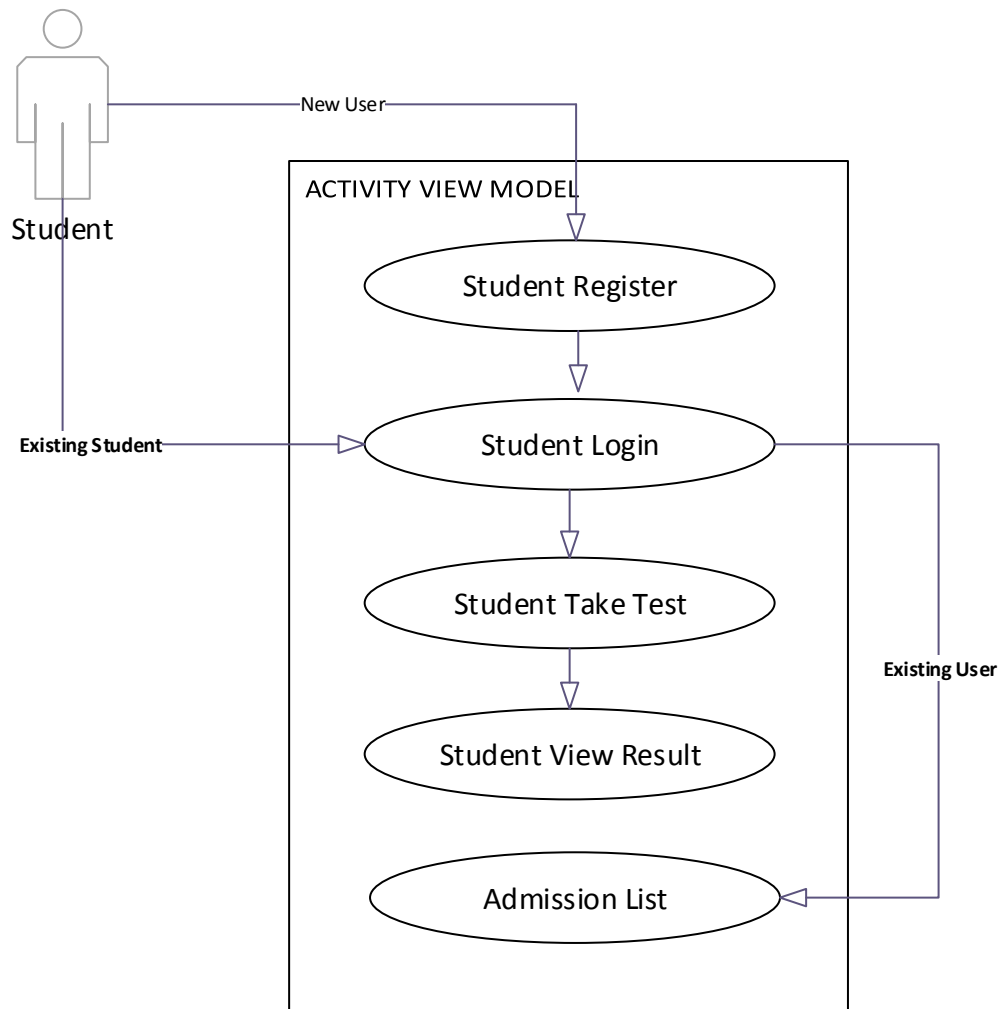 New User
ACTIVITY VIEW MODEL
Student
Student Register
Existing Student
Student Login
Student Take Test
Existing User
Student View Result
Admission List